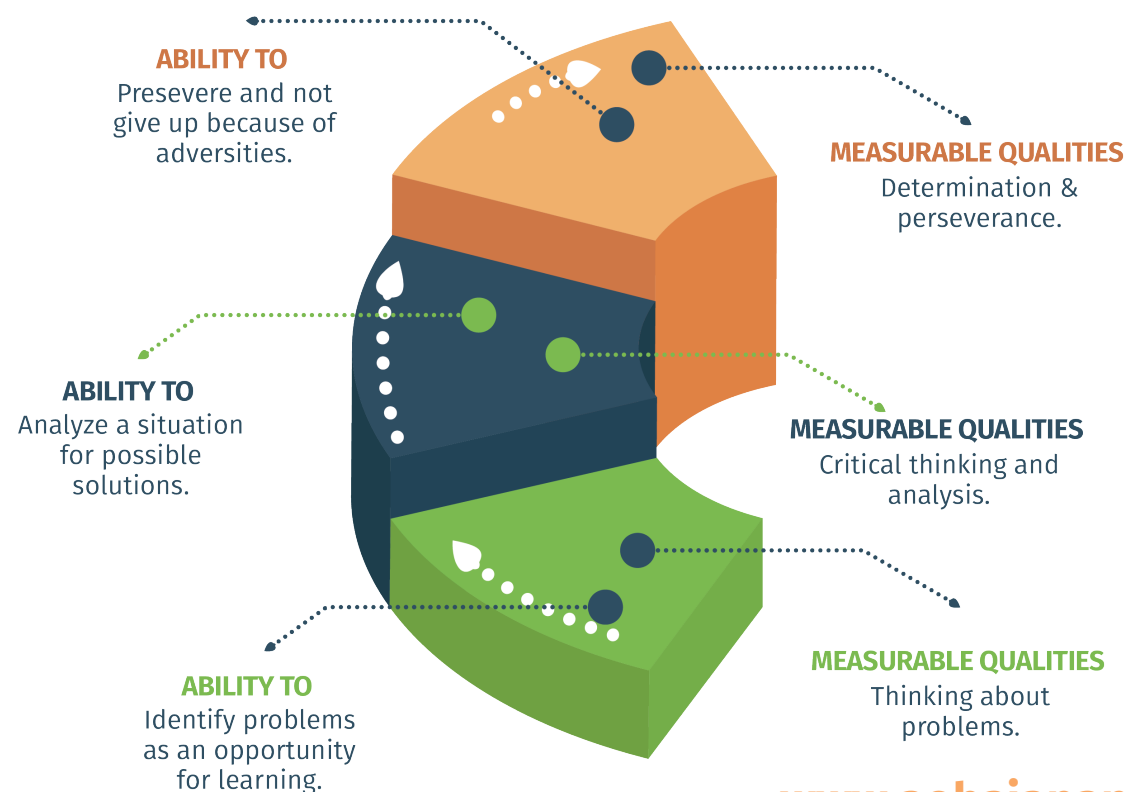 ABILITY TO
Presevere and not
give up because of
adversities.
MEASURABLE QUALITIES
Determination &
perseverance.
ABILITY TO
Analyze a situation
for possible
solutions.
MEASURABLE QUALITIES
Critical thinking and
analysis.
ABILITY TO
Identify problems
as an opportunity
for learning.
MEASURABLE QUALITIES
Thinking about
problems.